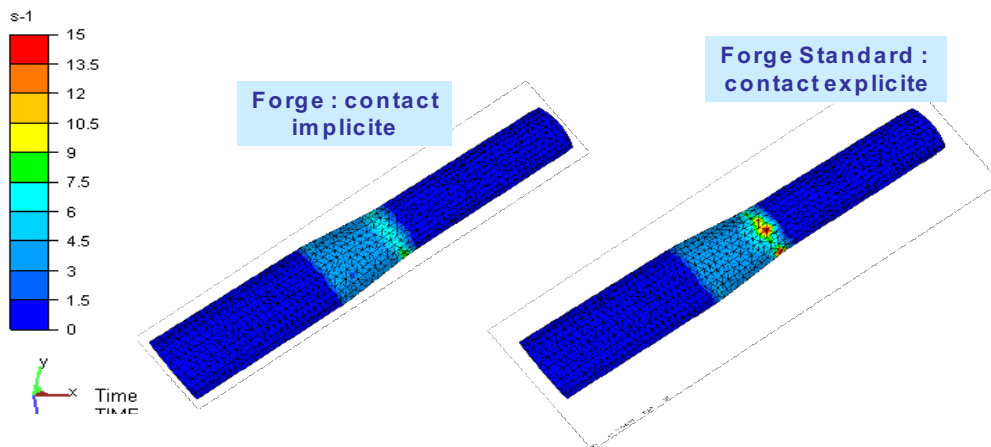 s-1
15
13.5
12
10.5
9
7.5
6
4.5
3
1.5
0
Forge : contact
implicite
Forge Standard :
contact explicite
y
x
Time
TIME